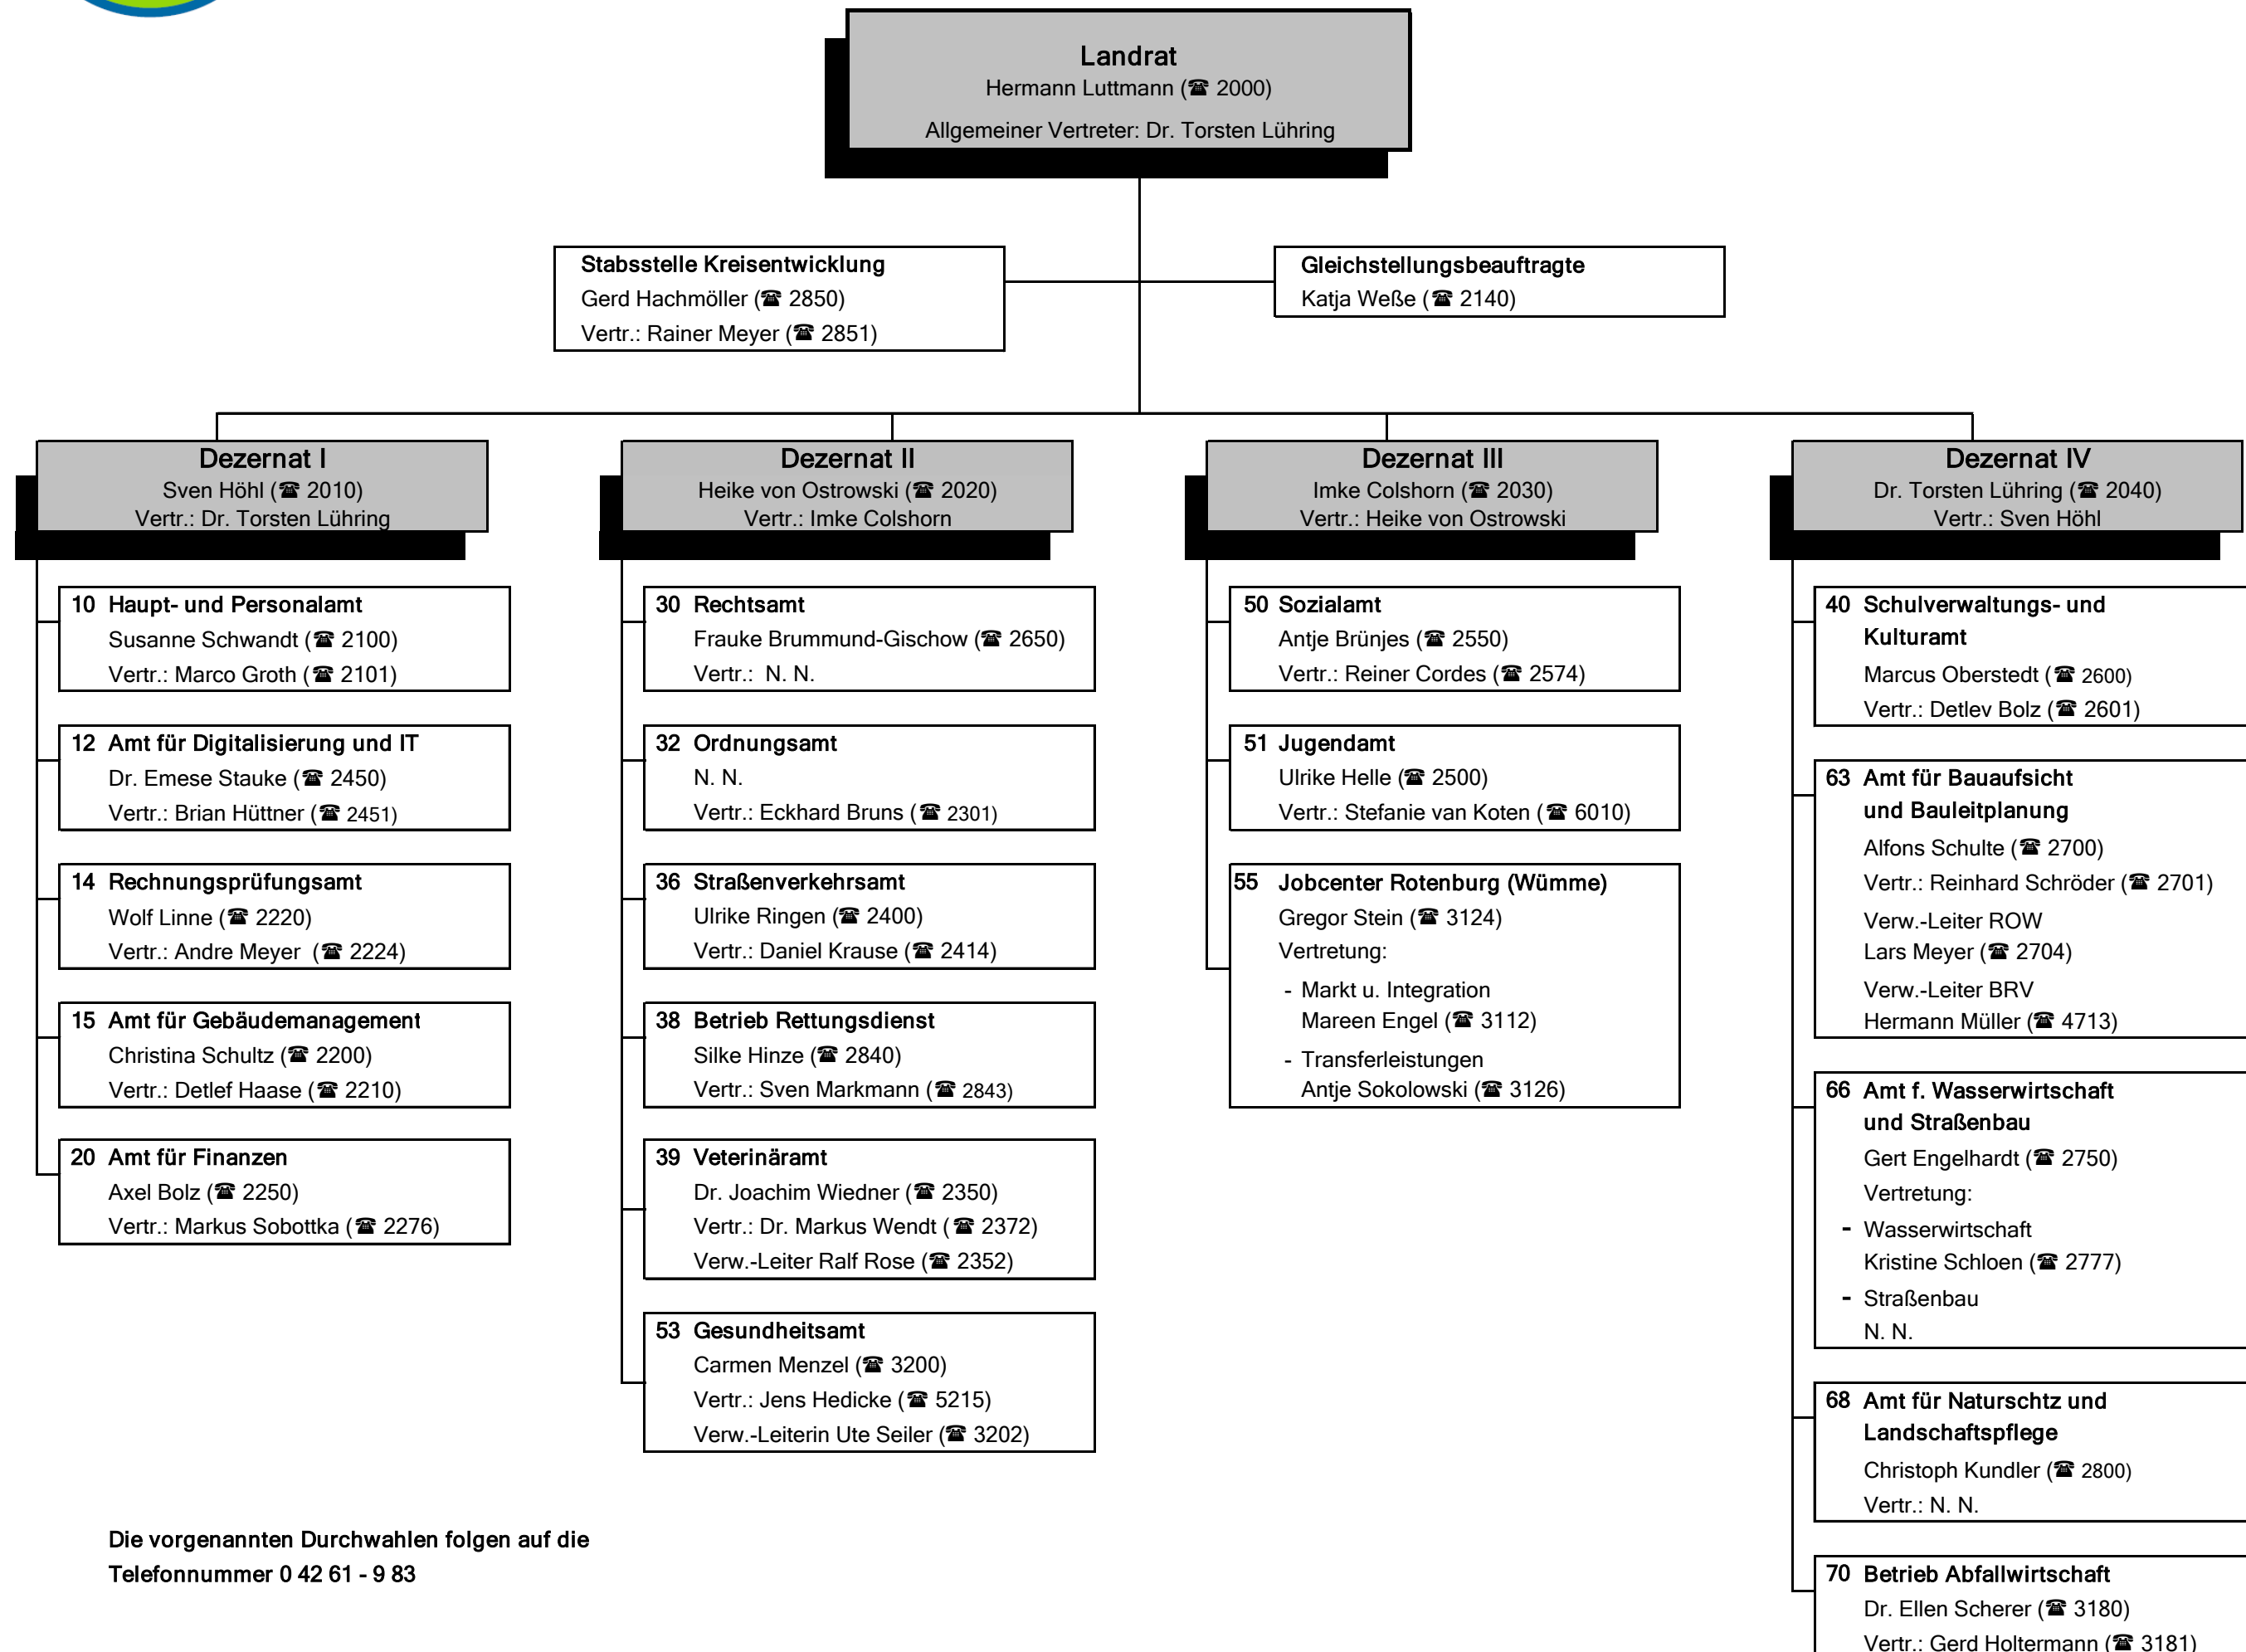 Landrat
Hermann Luttmann (☎ 2000)
Allgemeiner Vertreter: Dr. Torsten Lühring
Stabsstelle Kreisentwicklung
Gerd Hachmöller (☎ 2850)
Vertr.: Rainer Meyer (☎ 2851)
Gleichstellungsbeauftragte
Katja Weße (☎ 2140)
Dezernat I
Sven Höhl (☎ 2010)
Vertr.: Dr. Torsten Lühring
10 Haupt- und Personalamt
Susanne Schwandt (☎ 2100)
Vertr.: Marco Groth (☎ 2101)
12 Amt für Digitalisierung und IT
Dr. Emese Stauke (☎ 2450)
Vertr.: Brian Hüttner (☎ 2451)
14 Rechnungsprüfungsamt
Wolf Linne (☎ 2220)
Vertr.: Andre Meyer (☎ 2224)
15 Amt für Gebäudemanagement
Christina Schultz (☎ 2200)
Vertr.: Detlef Haase (☎ 2210)
20 Amt für Finanzen
Axel Bolz (☎ 2250)
Vertr.: Markus Sobottka (☎ 2276)
Dezernat II
Heike von Ostrowski (☎ 2020)
Vertr.: Imke Colshorn
30 Rechtsamt
Frauke Brummund-Gischow (☎ 2650)
Vertr.: N. N.
32 Ordnungsamt
N. N.
Vertr.: Eckhard Bruns (☎ 2301)
36 Straßenverkehrsamt
Ulrike Ringen (☎ 2400)
Vertr.: Daniel Krause (☎ 2414)
38 Betrieb Rettungsdienst
Silke Hinze (☎ 2840)
Vertr.: Sven Markmann (☎ 2843)
39 Veterinäramt
Dr. Joachim Wiedner (☎ 2350)
Vertr.: Dr. Markus Wendt (☎ 2372)
Verw.-Leiter Ralf Rose (☎ 2352)
53 Gesundheitsamt
Carmen Menzel (☎ 3200)
Vertr.: Jens Hedicke (☎ 5215)
Verw.-Leiterin Ute Seiler (☎ 3202)
Dezernat III
Imke Colshorn (☎ 2030)
Vertr.: Heike von Ostrowski
50 Sozialamt
Antje Brünjes (☎ 2550)
Vertr.: Reiner Cordes (☎ 2574)
51 Jugendamt
Ulrike Helle (☎ 2500)
Vertr.: Stefanie van Koten (☎ 6010)
55 Jobcenter Rotenburg (Wümme)
Gregor Stein (☎ 3124)
Vertretung:
- Markt u. Integration
Mareen Engel (☎ 3112)
- Transferleistungen
Antje Sokolowski (☎ 3126)
Dezernat IV
Dr. Torsten Lühring (☎ 2040)
Vertr.: Sven Höhl
40 Schulverwaltungs- und
Kulturamt
Marcus Oberstedt (☎ 2600)
Vertr.: Detlev Bolz (☎ 2601)
63 Amt für Bauaufsicht
und Bauleitplanung
Alfons Schulte (☎ 2700)
Vertr.: Reinhard Schröder (☎ 2701)
Verw.-Leiter ROW
Lars Meyer (☎ 2704)
Verw.-Leiter BRV
Hermann Müller (☎ 4713)
66 Amt f. Wasserwirtschaft
und Straßenbau
Gert Engelhardt (☎ 2750)
Vertretung:
- Wasserwirtschaft
Kristine Schloen (☎ 2777)
- Straßenbau
N. N.
68 Amt für Naturschtz und
Landschaftspflege
Christoph Kundler (☎ 2800)
Vertr.: N. N.
70 Betrieb Abfallwirtschaft
Dr. Ellen Scherer (☎ 3180)
Vertr.: Gerd Holtermann (☎ 3181)
Die vorgenannten Durchwahlen folgen auf die
Telefonnummer 0 42 61 - 9 83